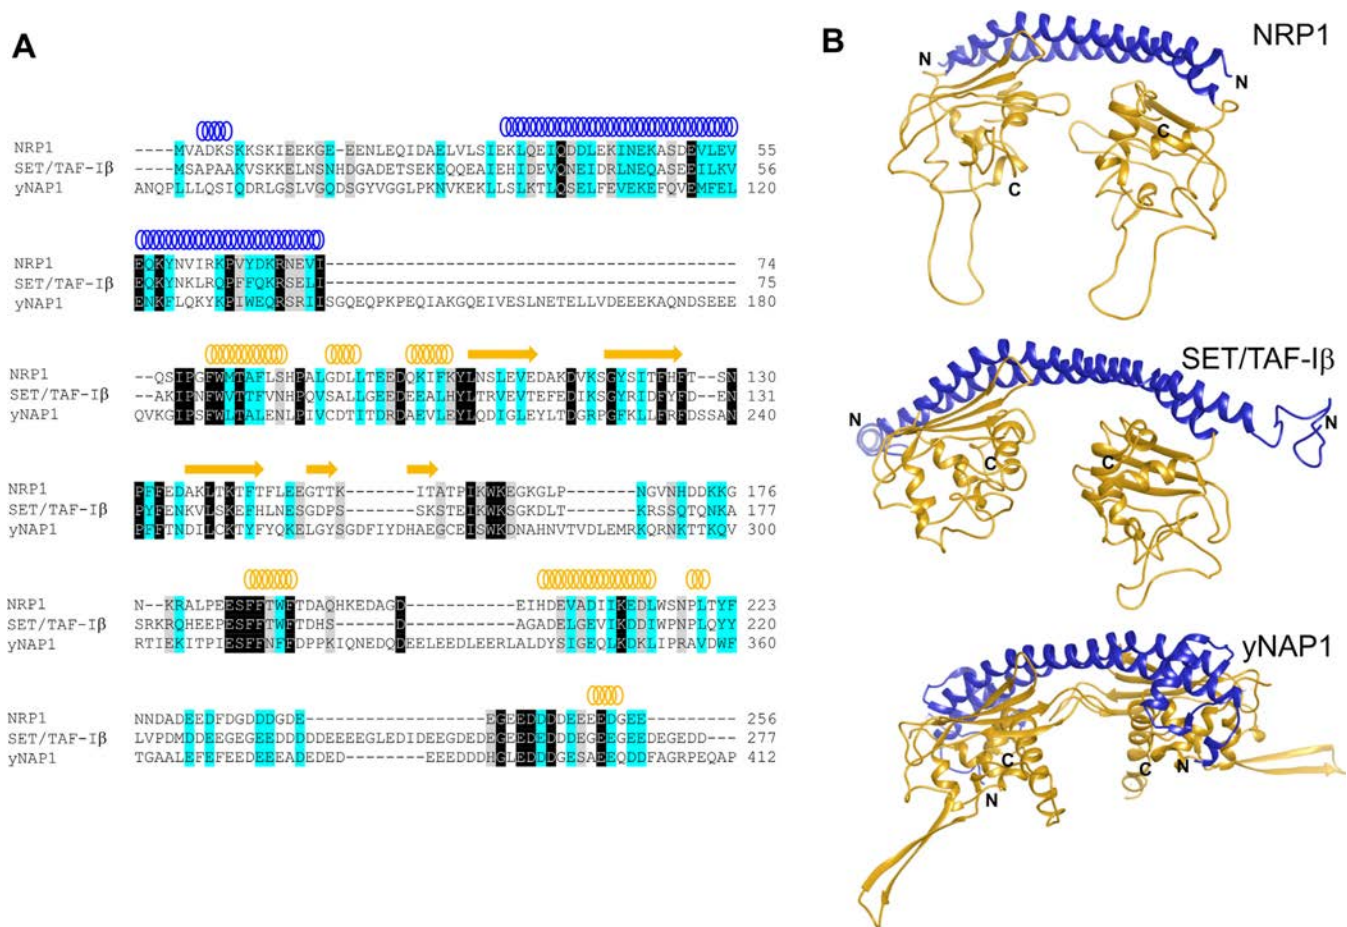 A
NRP1 ----MVADKSKKSKIEEKGE-EENLEQIDAELVLSIEKLQEIQDDLEKINEKASDEVLEV 55
SET/TAF-Iβ ----MSAPAAKVSKKELNSNHDGADETSEKEQQEAIEHIDEVQNEIDRLNEQASEEILKV 56
yNAP1 ANQPLLLQSIQDRLGSLVGQDSGYVGGLPKNVKEKLLSLKTLQSELFEVEKEFQVEMFEL 120
NRP1 EQKYNVIRKPVYDKRNEVI----------------------------------------- 74
SET/TAF-Iβ EQKYNKLRQPFFQKRSELI----------------------------------------- 75
yNAP1 ENKFLQKYKPIWEQRSRIISGQEQPKPEQIAKGQEIVESLNETELLVDEEEKAQNDSEEE 180
NRP1 --QSIPGFWMTAFLSHPALGDLLTEEDQKIFKYLNSLEVEDAKDVKSGYSITFHFT--SN 130
SET/TAF-Iβ --AKIPNFWVTTFVNHPQVSALLGEEDEEALHYLTRVEVTEFEDIKSGYRIDFYFD--EN 131
yNAP1 QVKGIPSFWLTALENLPIVCDTITDRDAEVLEYLQDIGLEYLTDGRPGFKLLFRFDSSAN 240
NRP1 PFFEDAKLTKTFTFLEEGTTK-------ITATPIKWKEGKGLP-------NGVNHDDKKG 176
SET/TAF-Iβ PYFENKVLSKEFHLNESGDPS-------SKSTEIKWKSGKDLT-------KRSSQTQNKA 177
yNAP1 PFFTNDILCKTYFYQKELGYSGDFIYDHAEGCEISWKDNAHNVTVDLEMRKQRNKTTKQV 300
NRP1 N--KRALPEESFFTWFTDAQHKEDAGD-----------EIHDEVADIIKEDLWSNPLTYF 223
SET/TAF-Iβ SRKRQHEEPESFFTWFTDHS------D-----------AGADELGEVIKDDIWPNPLQYY 220
yNAP1 RTIEKITPIESFFNFFDPPKIQNEDQDEELEEDLEERLALDYSIGEQLKDKLIPRAVDWF 360
NRP1 NNDADEEDFDGDDDGDE------------------EGEEDDDDEEEEDGEE--------- 256
SET/TAF-Iβ LVPDMDDEEGEGEEDDDDDEEEEGLEDIDEEGDEDEGEEDDDDDEGEEGEEDEGEDD--- 277
yNAP1 TGAALEFEFEEDEEEADEDED--------EEEDDDHGLEDDDGESAEEQDDFAGRPEQAP 412
B
NRP1
N
N
C
C
SET/TAF-Iβ
N
N
C
C
yNAP1
C
C
N
N